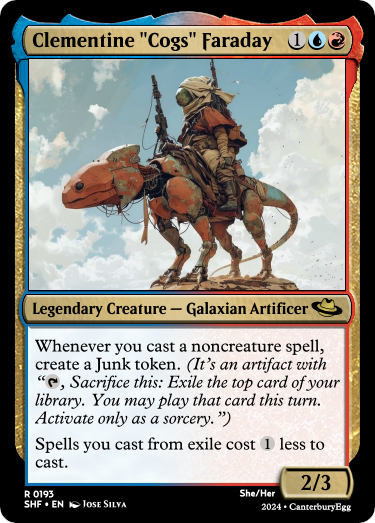 Clementine "Cogs" Faraday 1
Legendary Creature — Galaxian Artificer
Whenever you cast a noncreature spell,
create a Junk token. (It's an artifact with
“, Sacrifice this: Exile the top card of your
library. You may play that card this turn.
Activate only as a sorcery.”)
Spells you cast from exile cost 1 less to
cast.
2/3
R 0193
SHF • EN Jose Silva
She/Her
2024 • CanterburyEgg